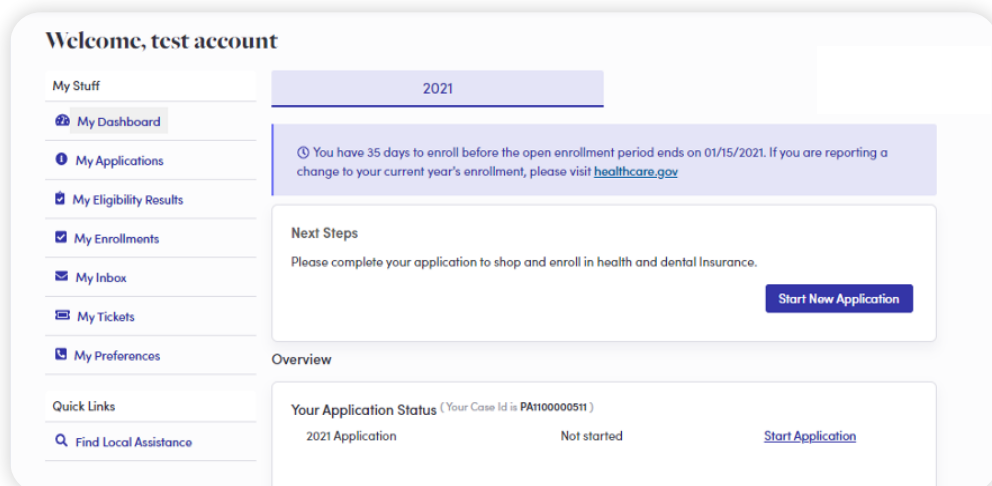 Welcome, test account
My Stuff
My Dashboard
My Applications
My Eligibility Results
My Enrollments
My Inbox
My Tickets
My Preferences
Quick Links
Find Local Assistance
2021
You have 35 days to enroll before the open enrollment period ends on 01/15/2021. If you are reporting a
change to your current year's enrollment, please visit healthcare.gov
Next Steps
Please complete your application to shop and enroll in health and dental Insurance.
Start New Application
Overview
Your Application Status (Your Case Id is PA1100000511)
2021 Application Not started Start Application